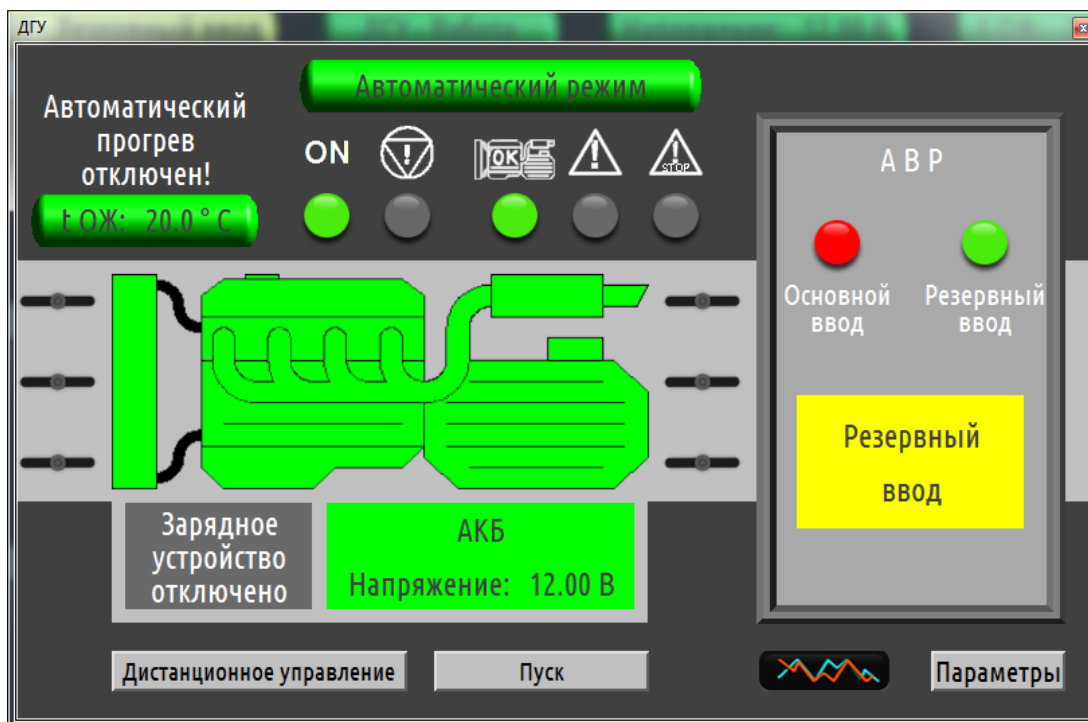 ДГУ
Автоматический режим
Автоматический
прогрев
отключен!
t ОЖ: 20.0 ° C
ON
OK
STOP
А В Р
Основной
ввод
Резервный
ввод
Резервный
ввод
Зарядное
устройство
отключено
АКБ
Напряжение: 12.00 В
Дистанционное управление
Пуск
Параметры